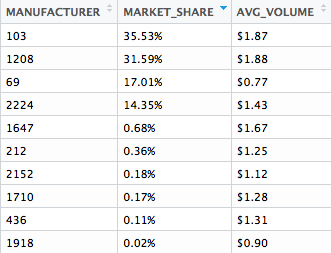 MANUFACTURER MARKET_SHARE AVG_VOLUME
103 35.53% $1.87
1208 31.59% $1.88
69 17.01% $0.77
2224 14.35% $1.43
1647 0.68% $1.67
212 0.36% $1.25
2152 0.18% $1.12
1710 0.17% $1.28
436 0.11% $1.31
1918 0.02% $0.90